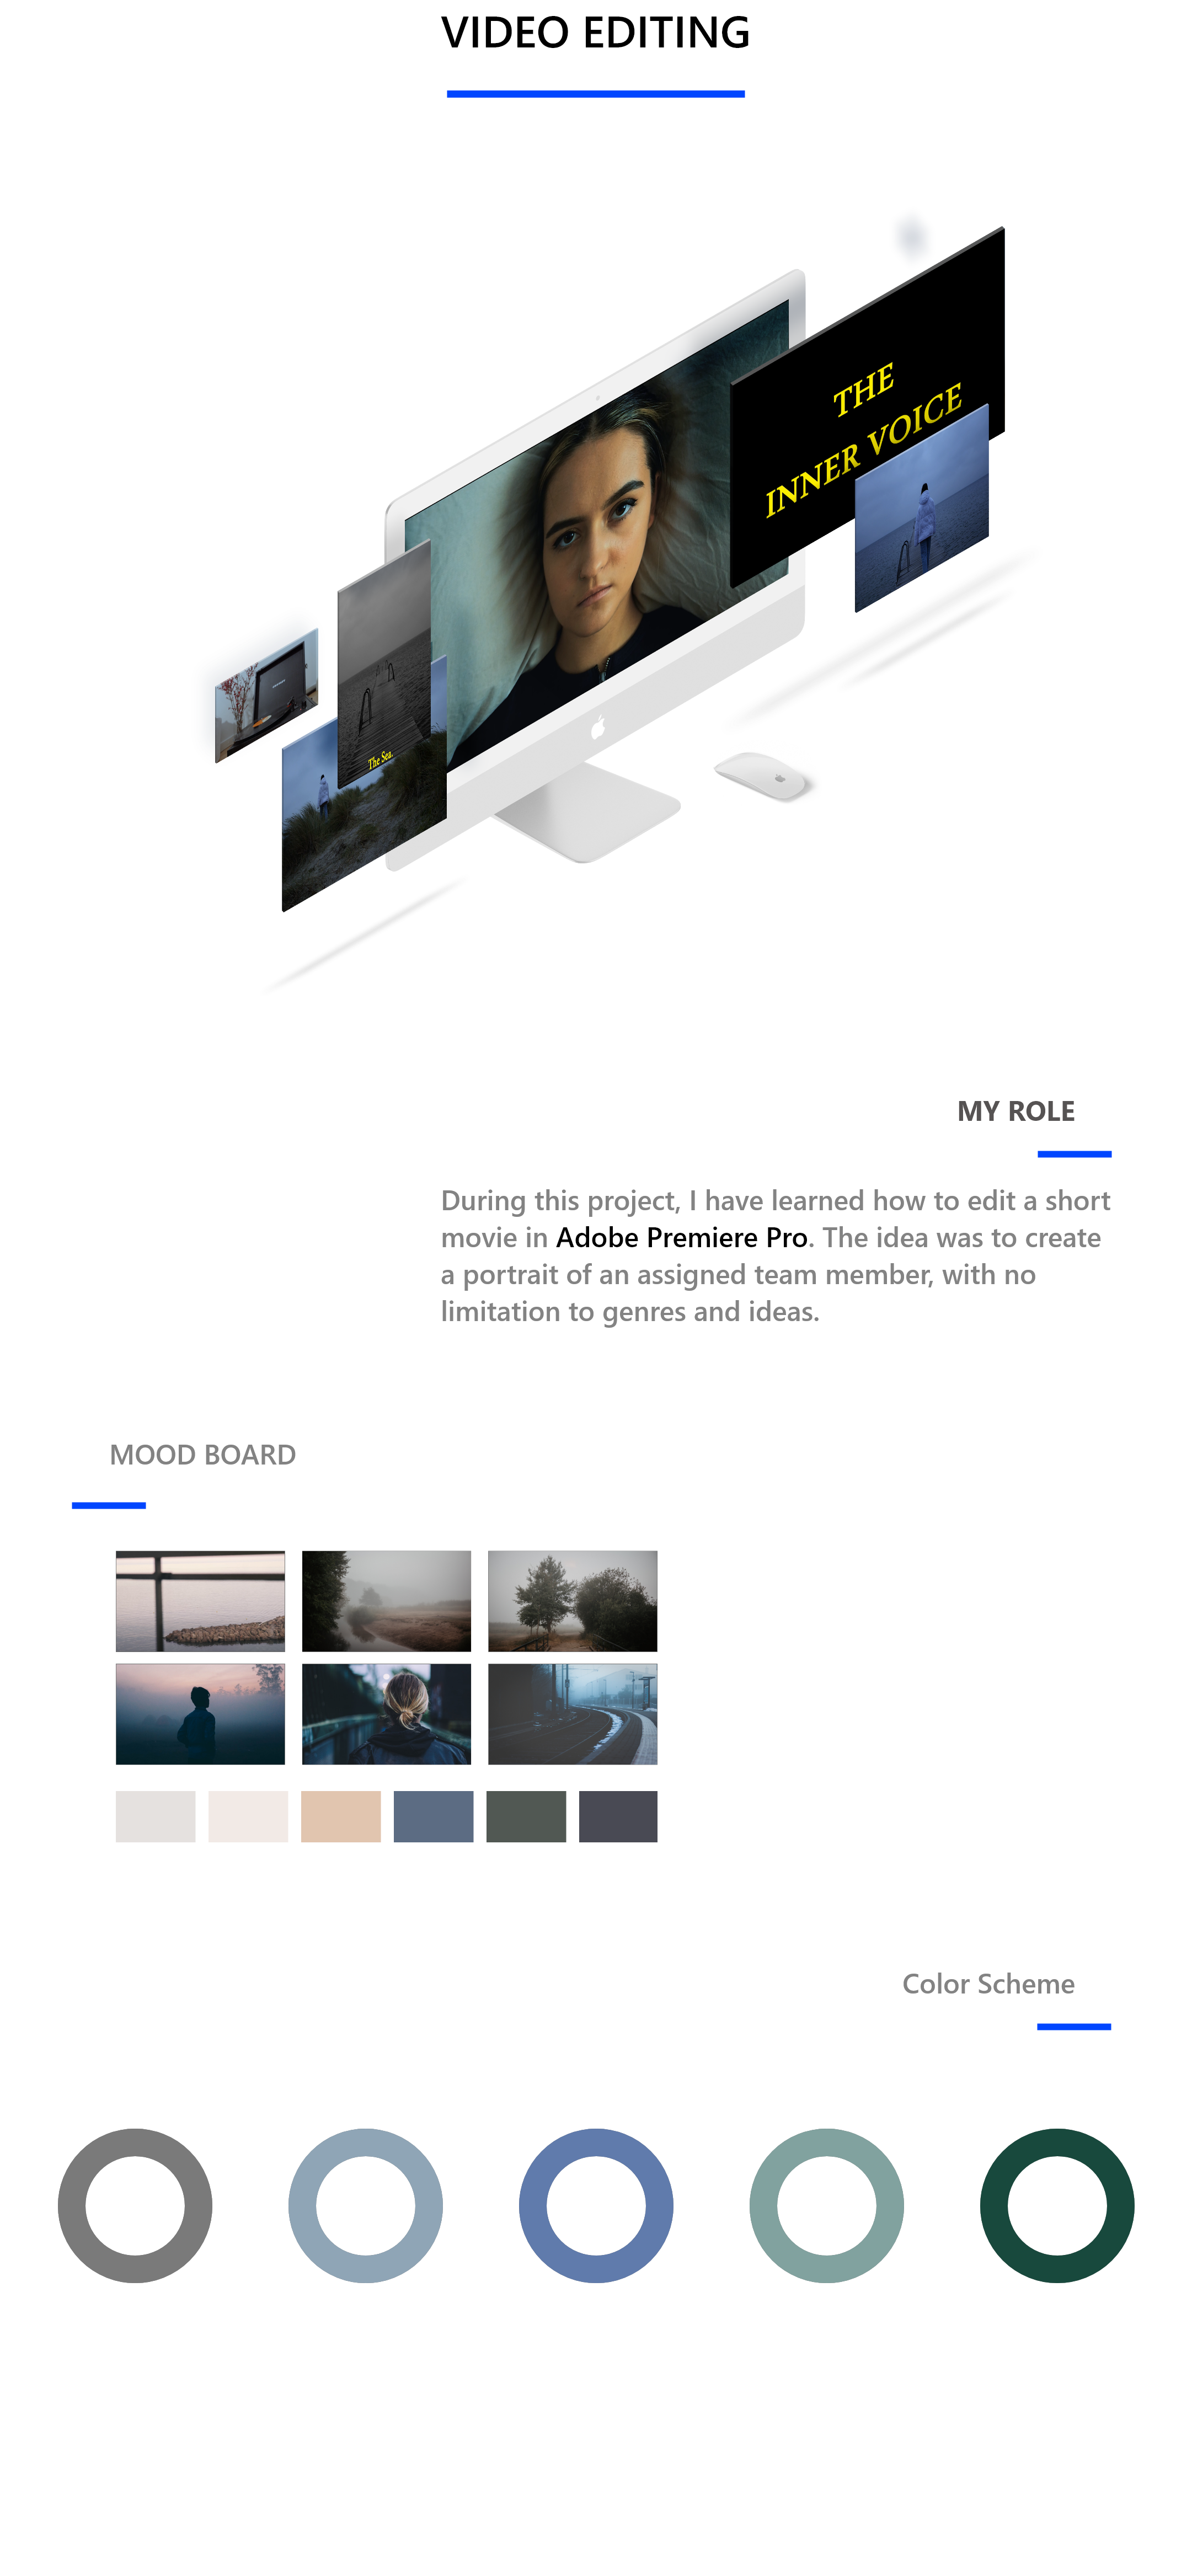 VIDEO EDITING
THE
INNER VOICE
The Sea.
MY ROLE
During this project, I have learned how to edit a short
movie in Adobe Premiere Pro. The idea was to create
a portrait of an assigned team member, with no
limitation to genres and ideas.
MOOD BOARD
Color Scheme